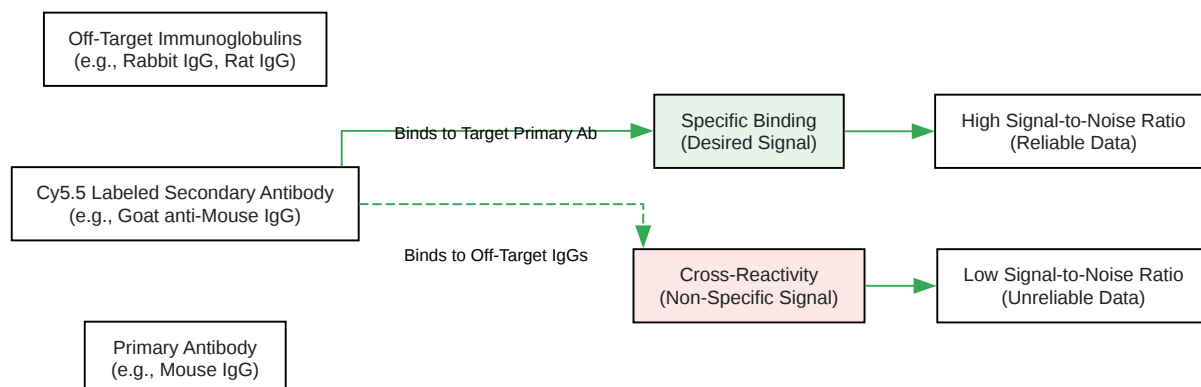 Off-Target Immunoglobulins
(e.g., Rabbit IgG, Rat IgG)
Binds to Target Primary Ab
Specific Binding
(Desired Signal)
High Signal-to-Noise Ratio
(Reliable Data)
Cy5.5 Labeled Secondary Antibody
(e.g., Goat anti-Mouse IgG)
Binds to Off-Target IgGs
Cross-Reactivity
(Non-Specific Signal)
Low Signal-to-Noise Ratio
(Unreliable Data)
Primary Antibody
(e.g., Mouse IgG)